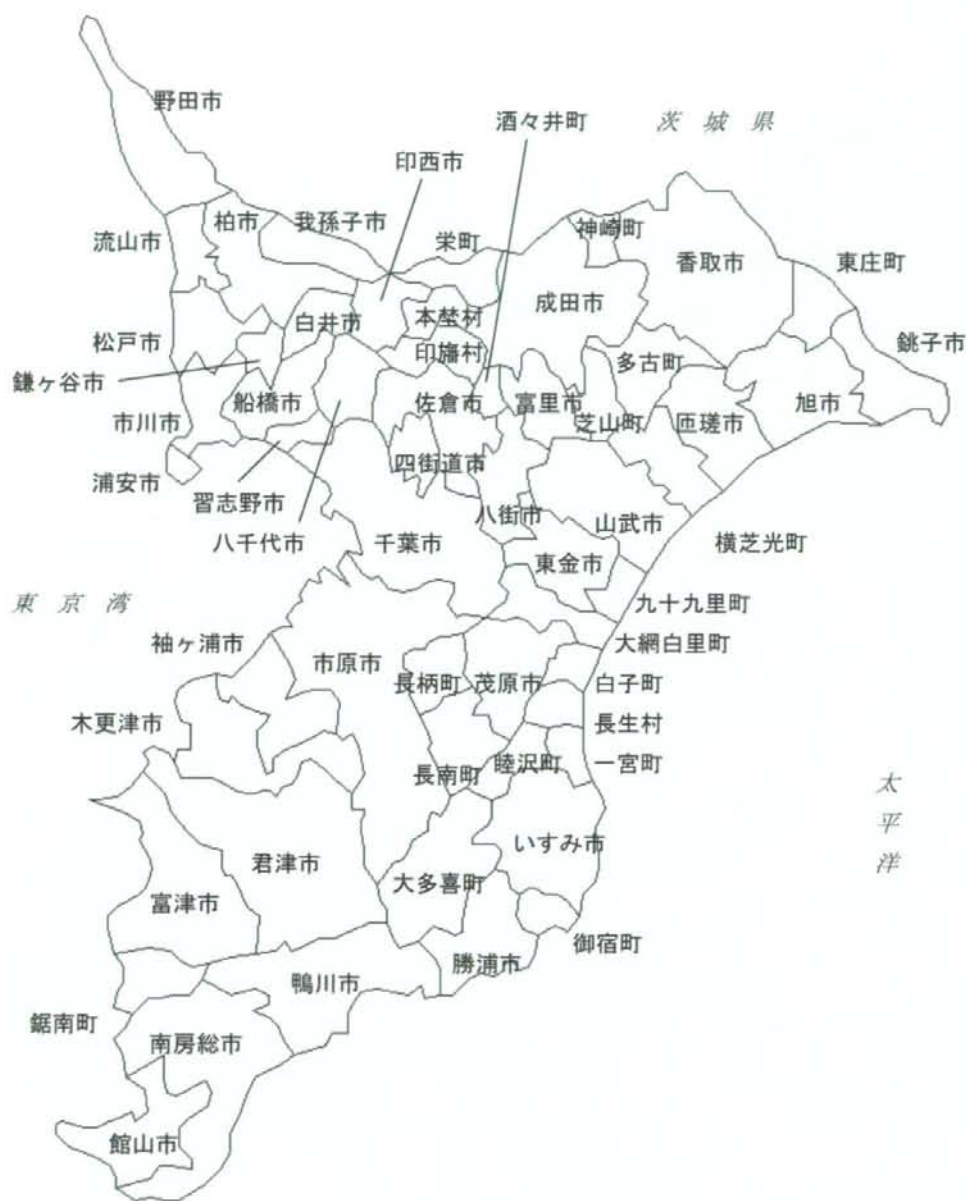 野田市
酒々井町
茨城県
印西市
柏市
我孫子市
神崎町
流山市
栄町
香取市
東庄町
成田市
白井市
本埜村
松戸市
銚子市
印旛村
多古町
鎌ヶ谷市
船橋市
佐倉市
富里市
旭市
市川市
芝山町
匝瑳市
四街道市
浦安市
習志野市
八街市
山武市
八千代市
千葉市
横芝光町
東金市
東京湾
九十九里町
袖ヶ浦市
大網白里町
市原市
長柄町
茂原市
白子町
木更津市
長生村
睦沢町
一宮町
長南町
太平洋
いすみ市
君津市
大多喜町
富津市
御宿町
勝浦市
鴨川市
鋸南町
南房総市
館山市